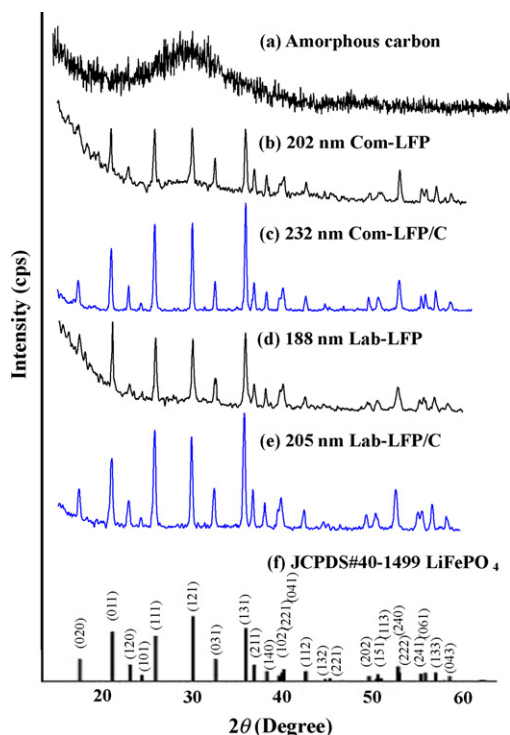 (a) Amorphous carbon
(b) 202 nm Com-LFP
(c) 232 nm Com-LFP/C
(d) 188 nm Lab-LFP
(e) 205 nm Lab-LFP/C
(f) JCPDS#40-1499 LiFePO₄
Intensity (cps)
(020)
(011)
(120)
(101)
(111)
(121)
(031)
(131)
(211)
(140)
(102)
(221)
(041)
(112)
(132)
(221)
(202)
(151)
(113)
(240)
(222)
(241)
(061)
(133)
(043)
20 30 40 50 60
2θ (Degree)